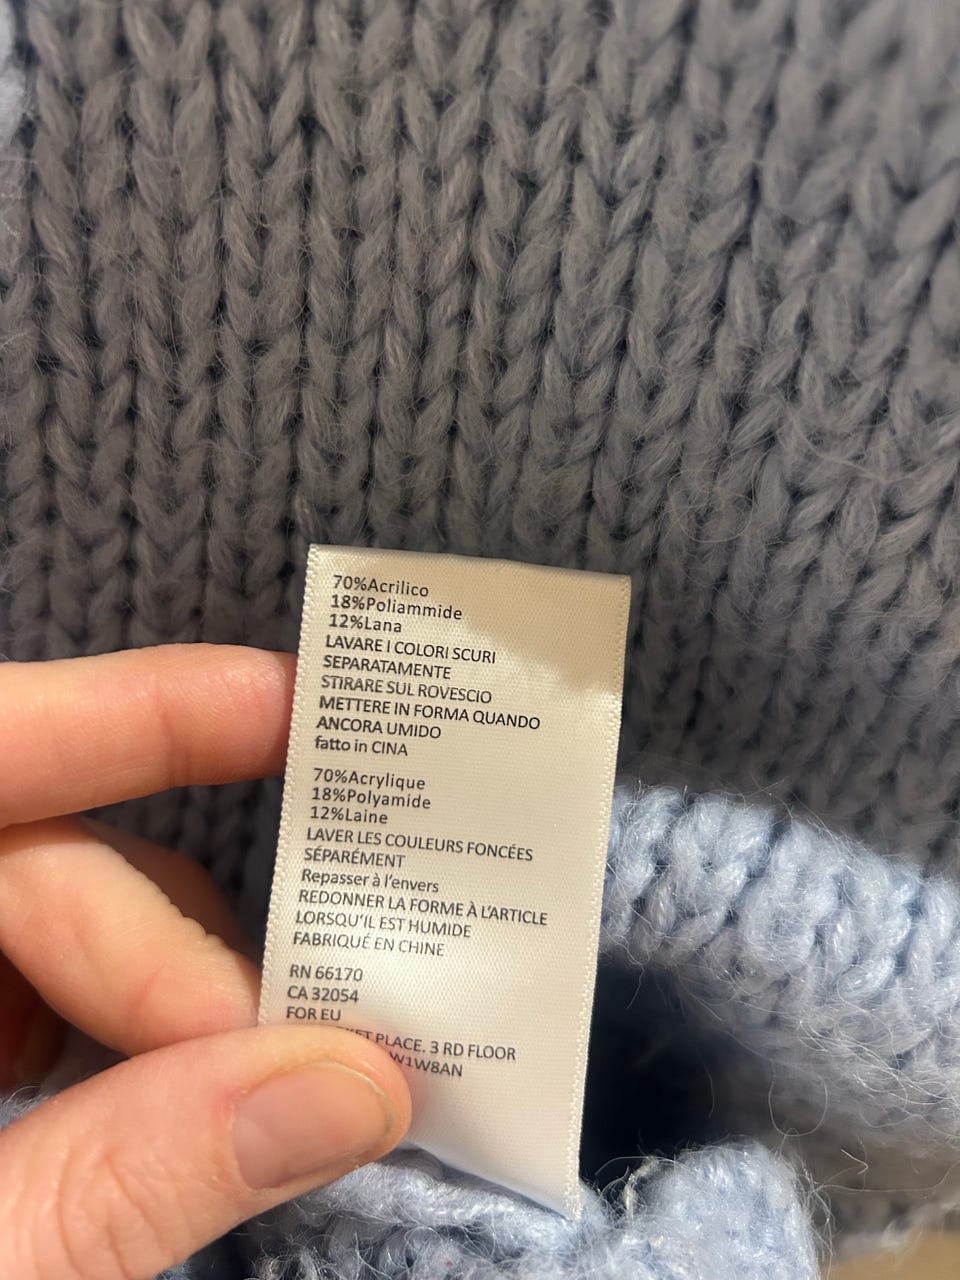 70%Acrilico
18%Poliammide
12%Lana
LAVARE I COLORI SCURI
SEPARATAMENTE
STIRARE SUL ROVESCIO
METTERE IN FORMA QUANDO
ANCORA UMIDO
fatto in CINA
70%Acrylique
18%Polyamide
12%Laine
LAVER LES COULEURS FONCÉES
SÉPARÉMENT
Repasser à l'envers
REDONNER LA FORME À L'ARTICLE
LORSQU'IL EST HUMIDE
FABRIQUÉ EN CHINE
RN 66170
CA 32054
FOR EU
PLACE. 3 RD FLOOR
W1W8AN